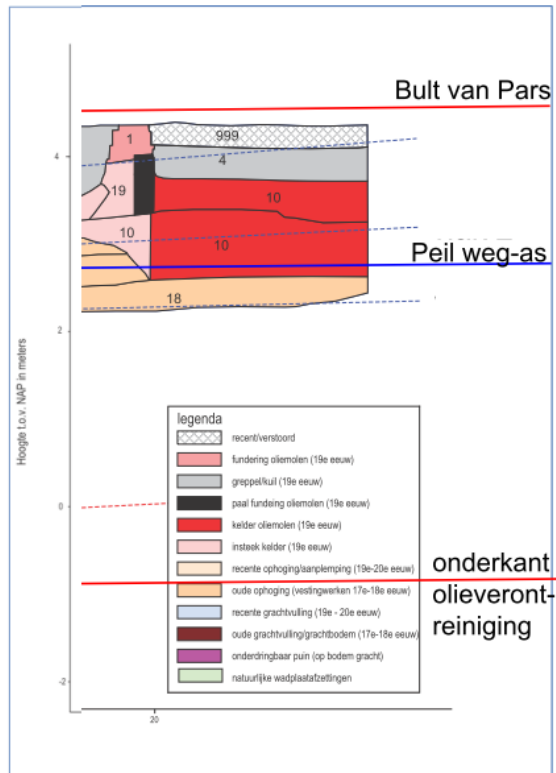 Bult van Pars
999
1
4
4
19
10
10
10
Peil weg-as
18
2
Hoogte t.o.v. NAP in meters
legenda
recent/verstoord
fundering oliemolen (19e eeuw)
greppel/kuil (19e eeuw)
paal fundeing oliemolen (19e eeuw)
0
kelder oliemolen (19e eeuw)
insteek kelder (19e eeuw)
recente ophoging/aanplemping (19e-20e eeuw)
oude ophoging (vestingwerken 17e-18e eeuw)
recente grachtvulling (19e - 20e eeuw)
oude grachtvulling/grachtbodem (17e-18e eeuw)
onderdringbaar puin (op bodem gracht)
natuurlijke wadplaatafzettingen
onderkant
olieveront-
reiniging
-2
20